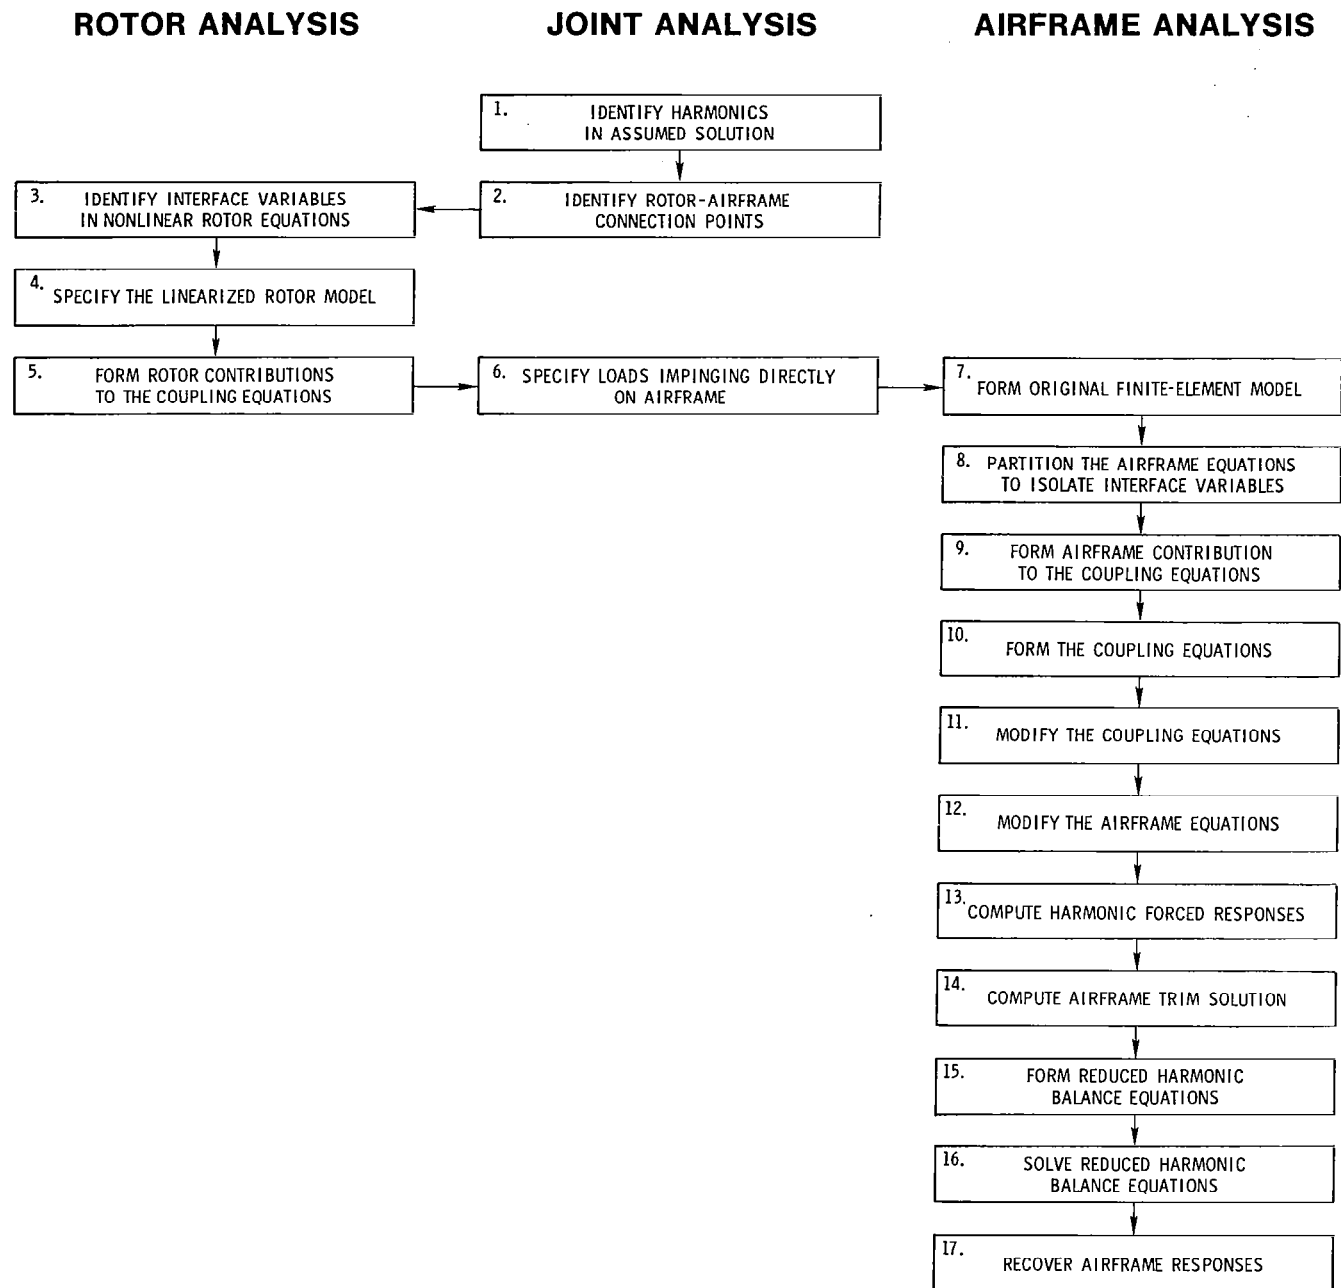 ROTOR ANALYSIS
JOINT ANALYSIS
AIRFRAME ANALYSIS
1. IDENTIFY HARMONICS
IN ASSUMED SOLUTION
2. IDENTIFY ROTOR-AIRFRAME
CONNECTION POINTS
3. IDENTIFY INTERFACE VARIABLES
IN NONLINEAR ROTOR EQUATIONS
4. SPECIFY THE LINEARIZED ROTOR MODEL
5. FORM ROTOR CONTRIBUTIONS
TO THE COUPLING EQUATIONS
6. SPECIFY LOADS IMPINGING DIRECTLY
ON AIRFRAME
7. FORM ORIGINAL FINITE-ELEMENT MODEL
8. PARTITION THE AIRFRAME EQUATIONS
TO ISOLATE INTERFACE VARIABLES
9. FORM AIRFRAME CONTRIBUTION
TO THE COUPLING EQUATIONS
10. FORM THE COUPLING EQUATIONS
11. MODIFY THE COUPLING EQUATIONS
12. MODIFY THE AIRFRAME EQUATIONS
13. COMPUTE HARMONIC FORCED RESPONSES
14. COMPUTE AIRFRAME TRIM SOLUTION
15. FORM REDUCED HARMONIC
BALANCE EQUATIONS
16. SOLVE REDUCED HARMONIC
BALANCE EQUATIONS
17. RECOVER AIRFRAME RESPONSES